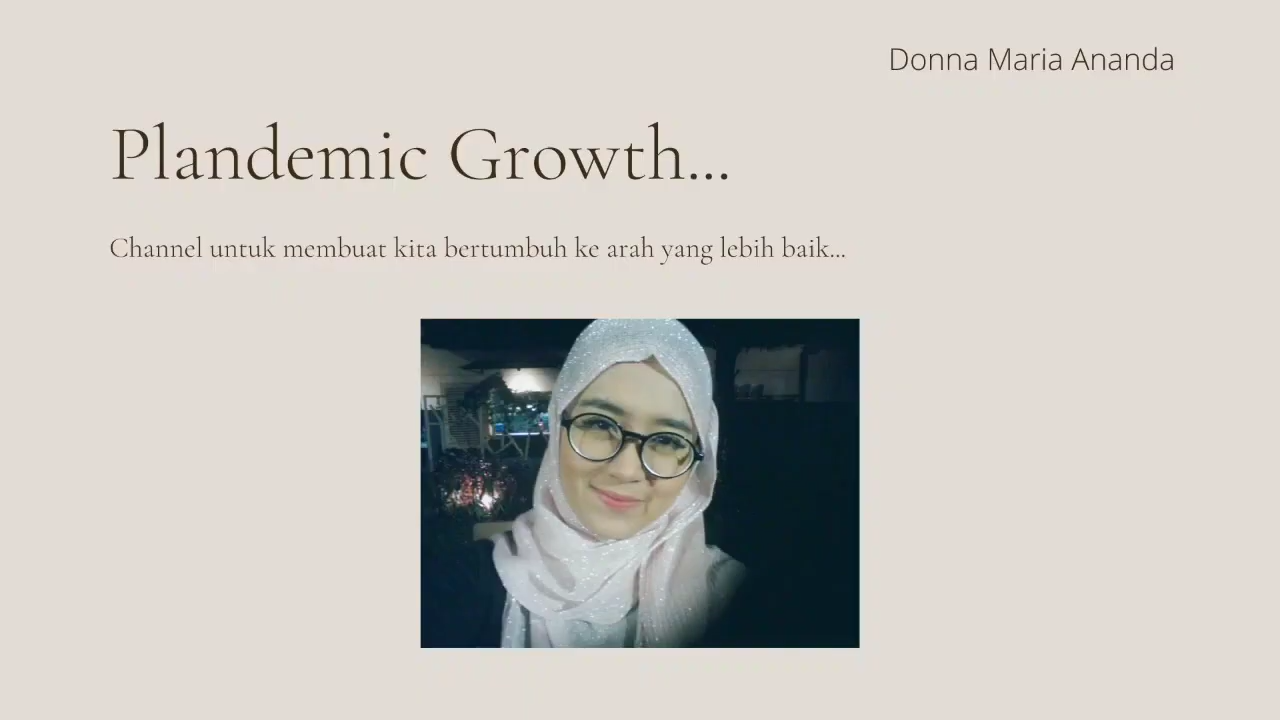 Donna Maria Ananda
Plandemic Growth...
Channel untuk membuat kita bertumbuh ke arah yang lebih baik...